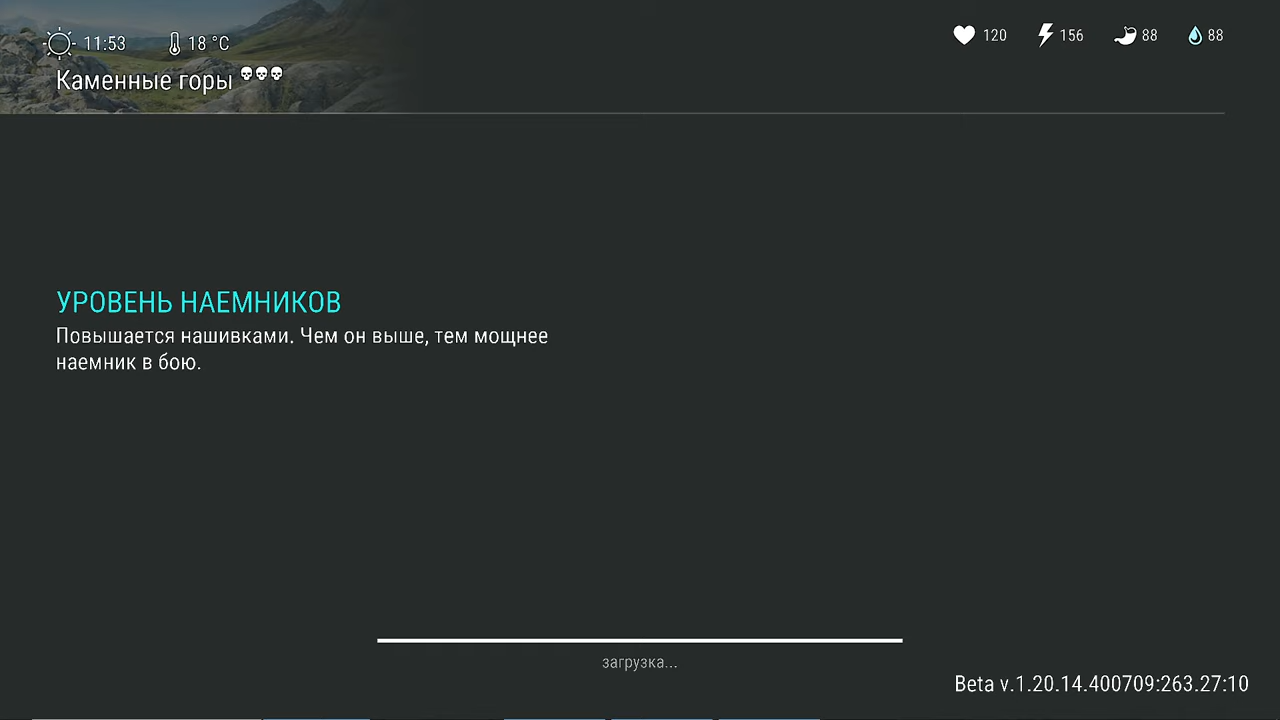 11:53 18 °C
Каменные горы
120 156 88 88
УРОВЕНЬ НАЕМНИКОВ
Повышается нашивками. Чем он выше, тем мощнее
наемник в бою.
загрузка...
Beta v.1.20.14.400709:263.27:10